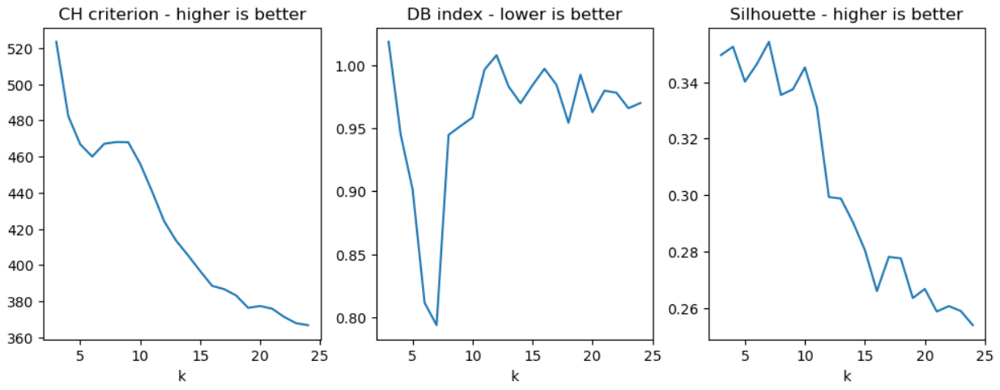 CH criterion - higher is better
520
500
480
460
440
420
400
380
360
5 10 15 20 25
k
DB index - lower is better
1.00
0.95
0.90
0.85
0.80
5 10 15 20 25
k
Silhouette - higher is better
0.34
0.32
0.30
0.28
0.26
5 10 15 20 25
k